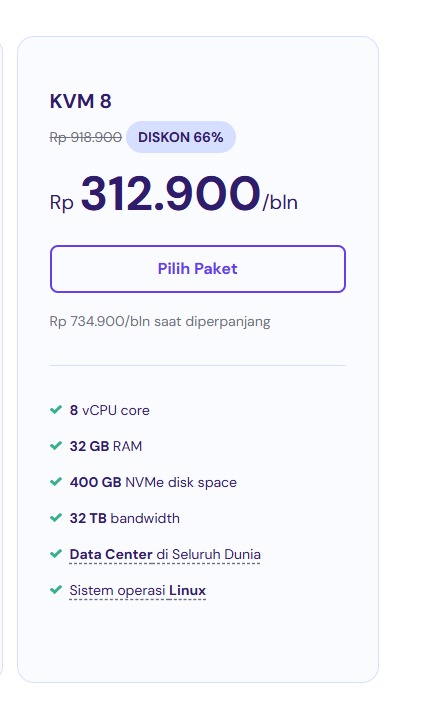 KVM 8
Rp 918.900 DISKON 66%
Rp 312.900/bln
Pilih Paket
Rp 734.900/bln saat diperpanjang
8 vCPU core
32 GB RAM
400 GB NVMe disk space
32 TB bandwidth
Data Center di Seluruh Dunia
Sistem operasi Linux